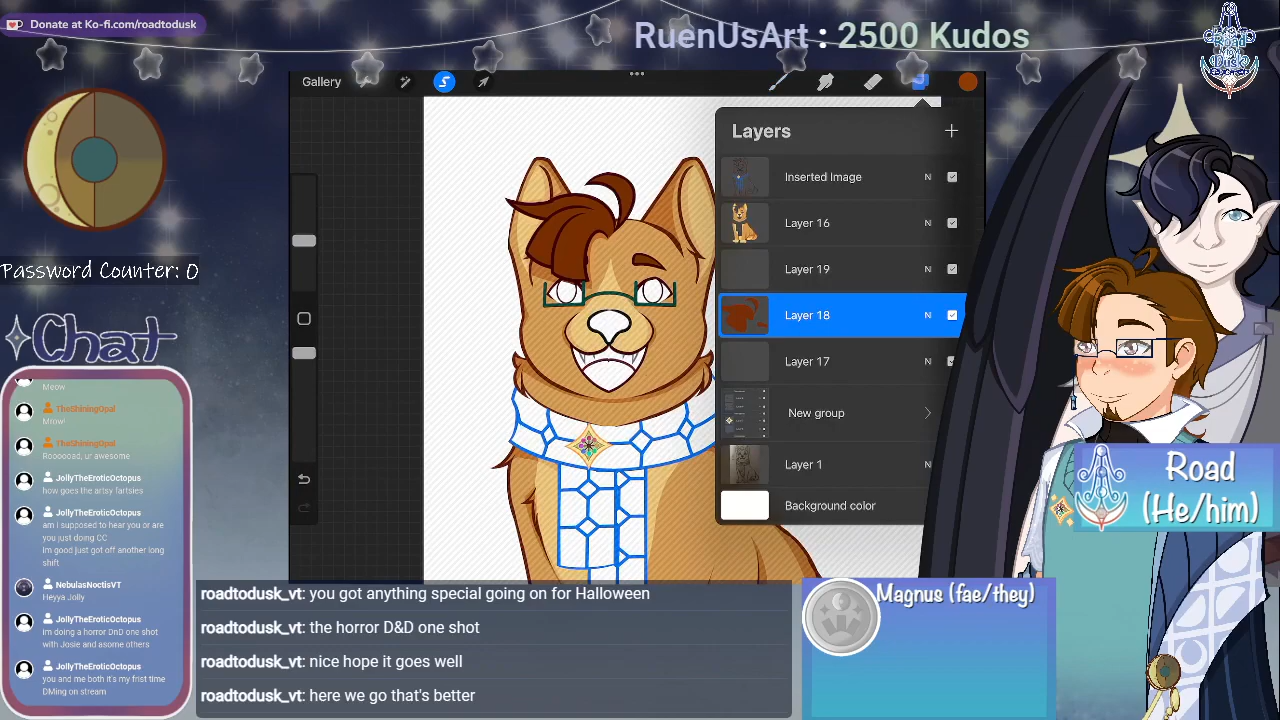 Donate at Ko-fi.com/roadtodusk
RuenUsArt : 2500 Kudos
Road
Dusk
Gallery
S
Layers
Inserted Image
N
Layer 16
N
Layer 19
N
Layer 18
N
Layer 17
N
New group
Layer 1
N
Background color
Password Counter: 0
Chat
Meow
TheShiningOpal
Mrow!
TheShiningOpal
Roooooad, ur awesome
JollyTheEroticOctopus
how goes the artsy fartsies
JollyTheEroticOctopus
am i supposed to hear you or are
you just doing CC
im good just got off another long
shift
NebulasNoctisVT
Heyya Jolly
JollyTheEroticOctopus
im doing a horror DnD one shot
with Josie and asome others
JollyTheEroticOctopus
you and me both it's my frist time
DMing on stream
roadtodusk_vt: you got anything special going on for Halloween
roadtodusk_vt: the horror D&D one shot
roadtodusk_vt: nice hope it goes well
roadtodusk_vt: here we go that's better
Magnus (fae/they)
Road
(He/him)